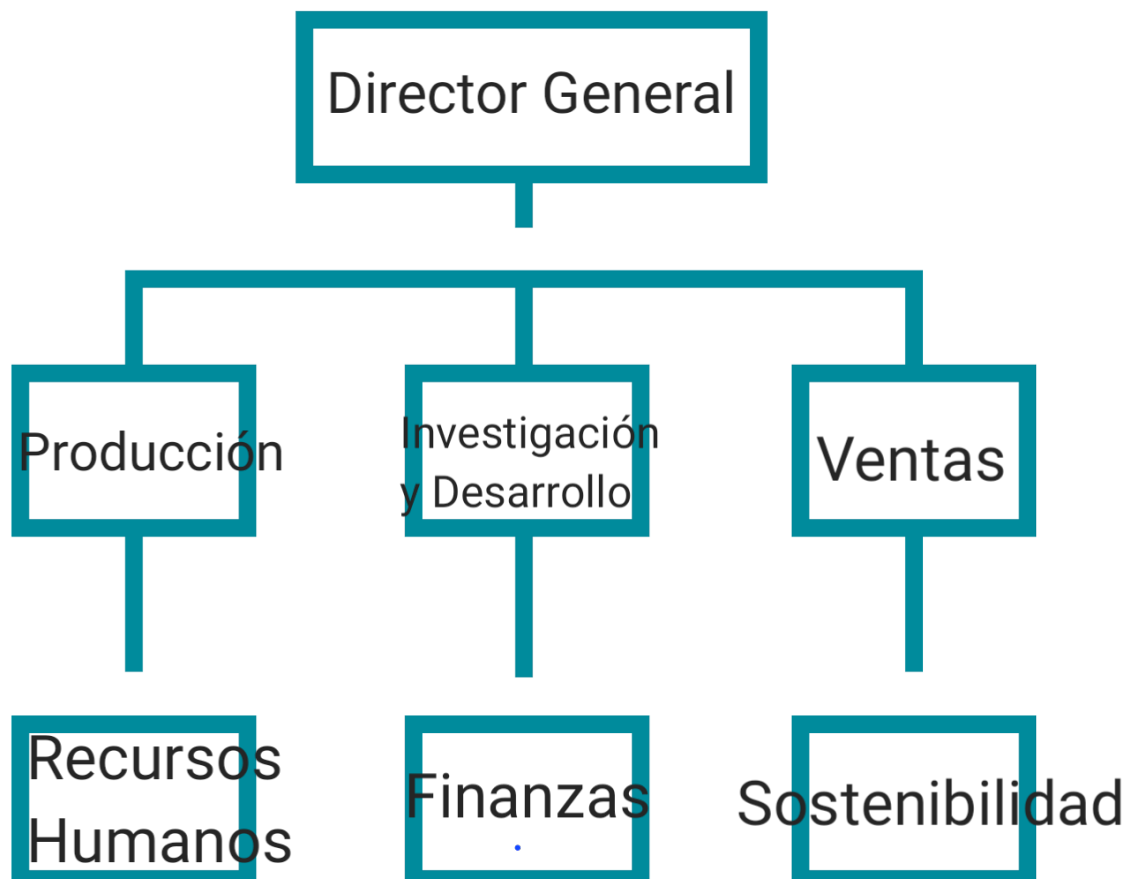 Director General
Producción
Investigación
y Desarrollo
Ventas
Recursos
Humanos
Finanzas
Sostenibilidad